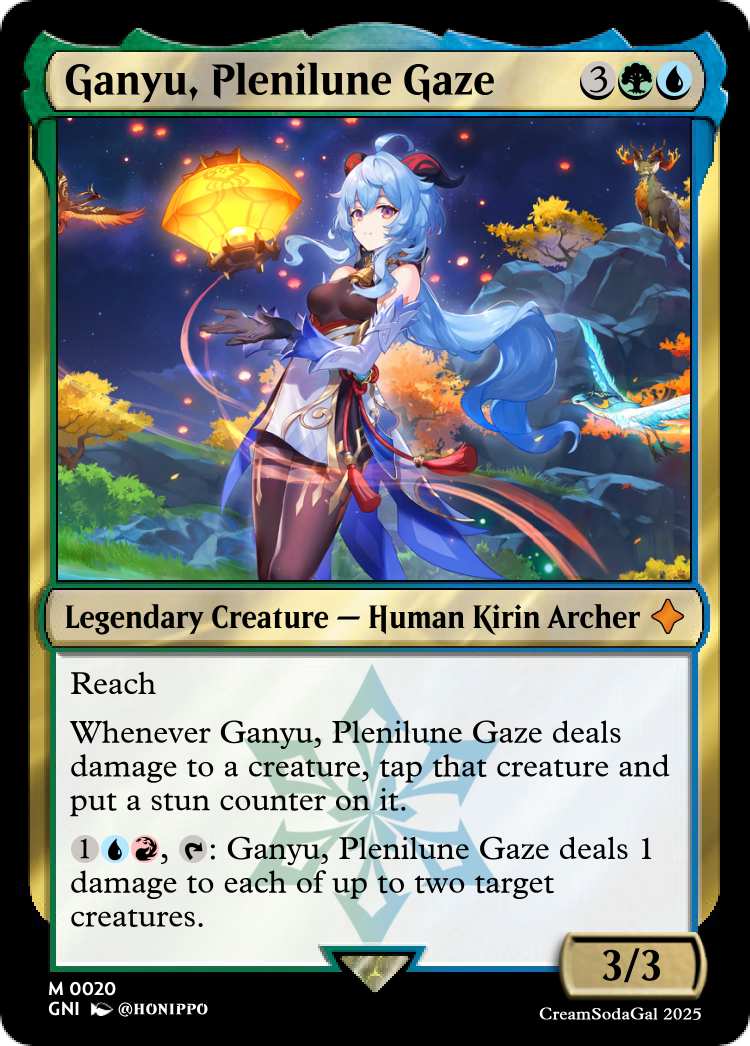 Ganyu, Plenilune Gaze 3
Legendary Creature — Human Kirin Archer
Reach
Whenever Ganyu, Plenilune Gaze deals
damage to a creature, tap that creature and
put a stun counter on it.
1 , : Ganyu, Plenilune Gaze deals 1
damage to each of up to two target
creatures.
3/3
M 0020
GNI @HONIPPO
CreamSodaGal 2025